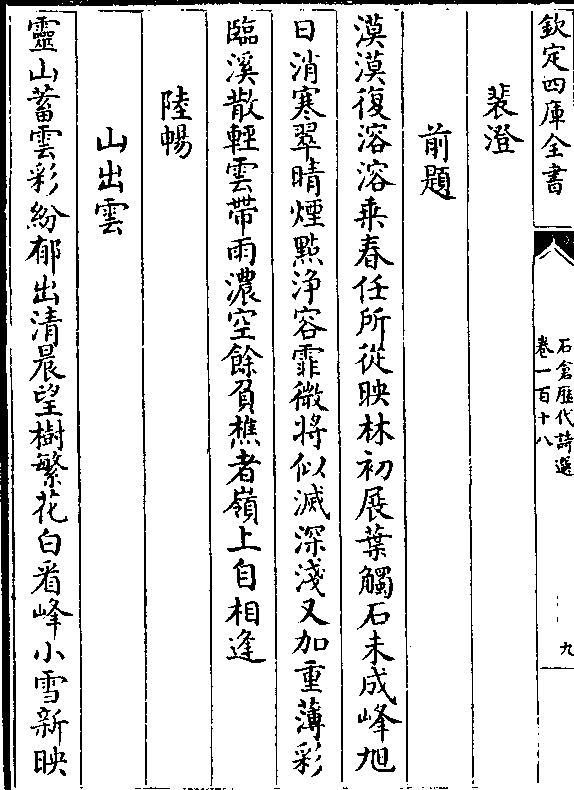 欽定四庫全書
石倉歷代詩選
卷一百十八
九
裴澄
前題
漠漠復溶溶乘春任所從映林初展葉觸石未成峰旭
日消寒翠晴煙㸃浄容霏微將似滅深淺又加重薄彩
臨溪散輕雲帶雨濃空餘負樵者嶺上自相逢
陸暢
山出雲
靈山蓄雲彩紛郁出清晨望樹繁花白看峰小雪新映